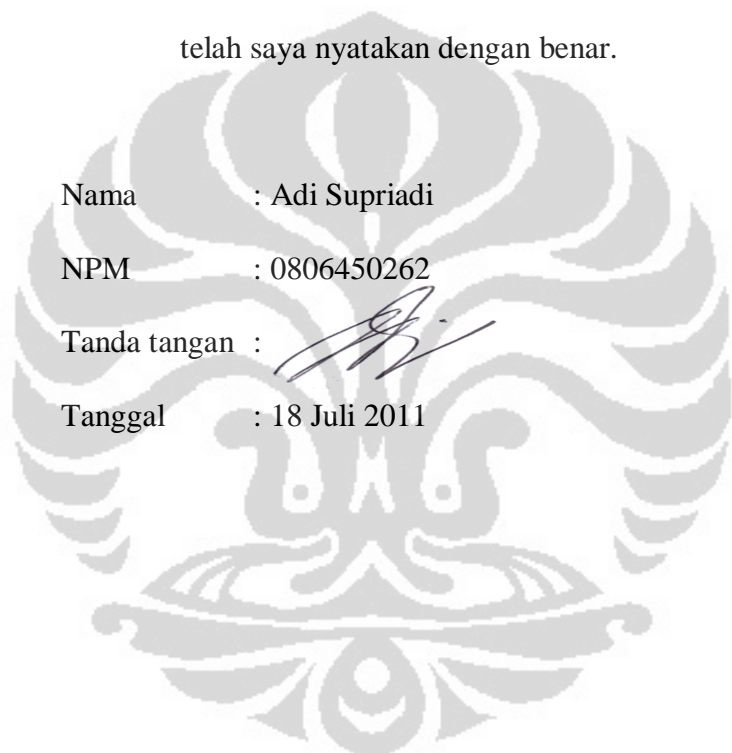 telah saya nyatakan dengan benar.
Nama : Adi Supriadi
NPM : 0806450262
Tanda tangan :
Tanggal : 18 Juli 2011